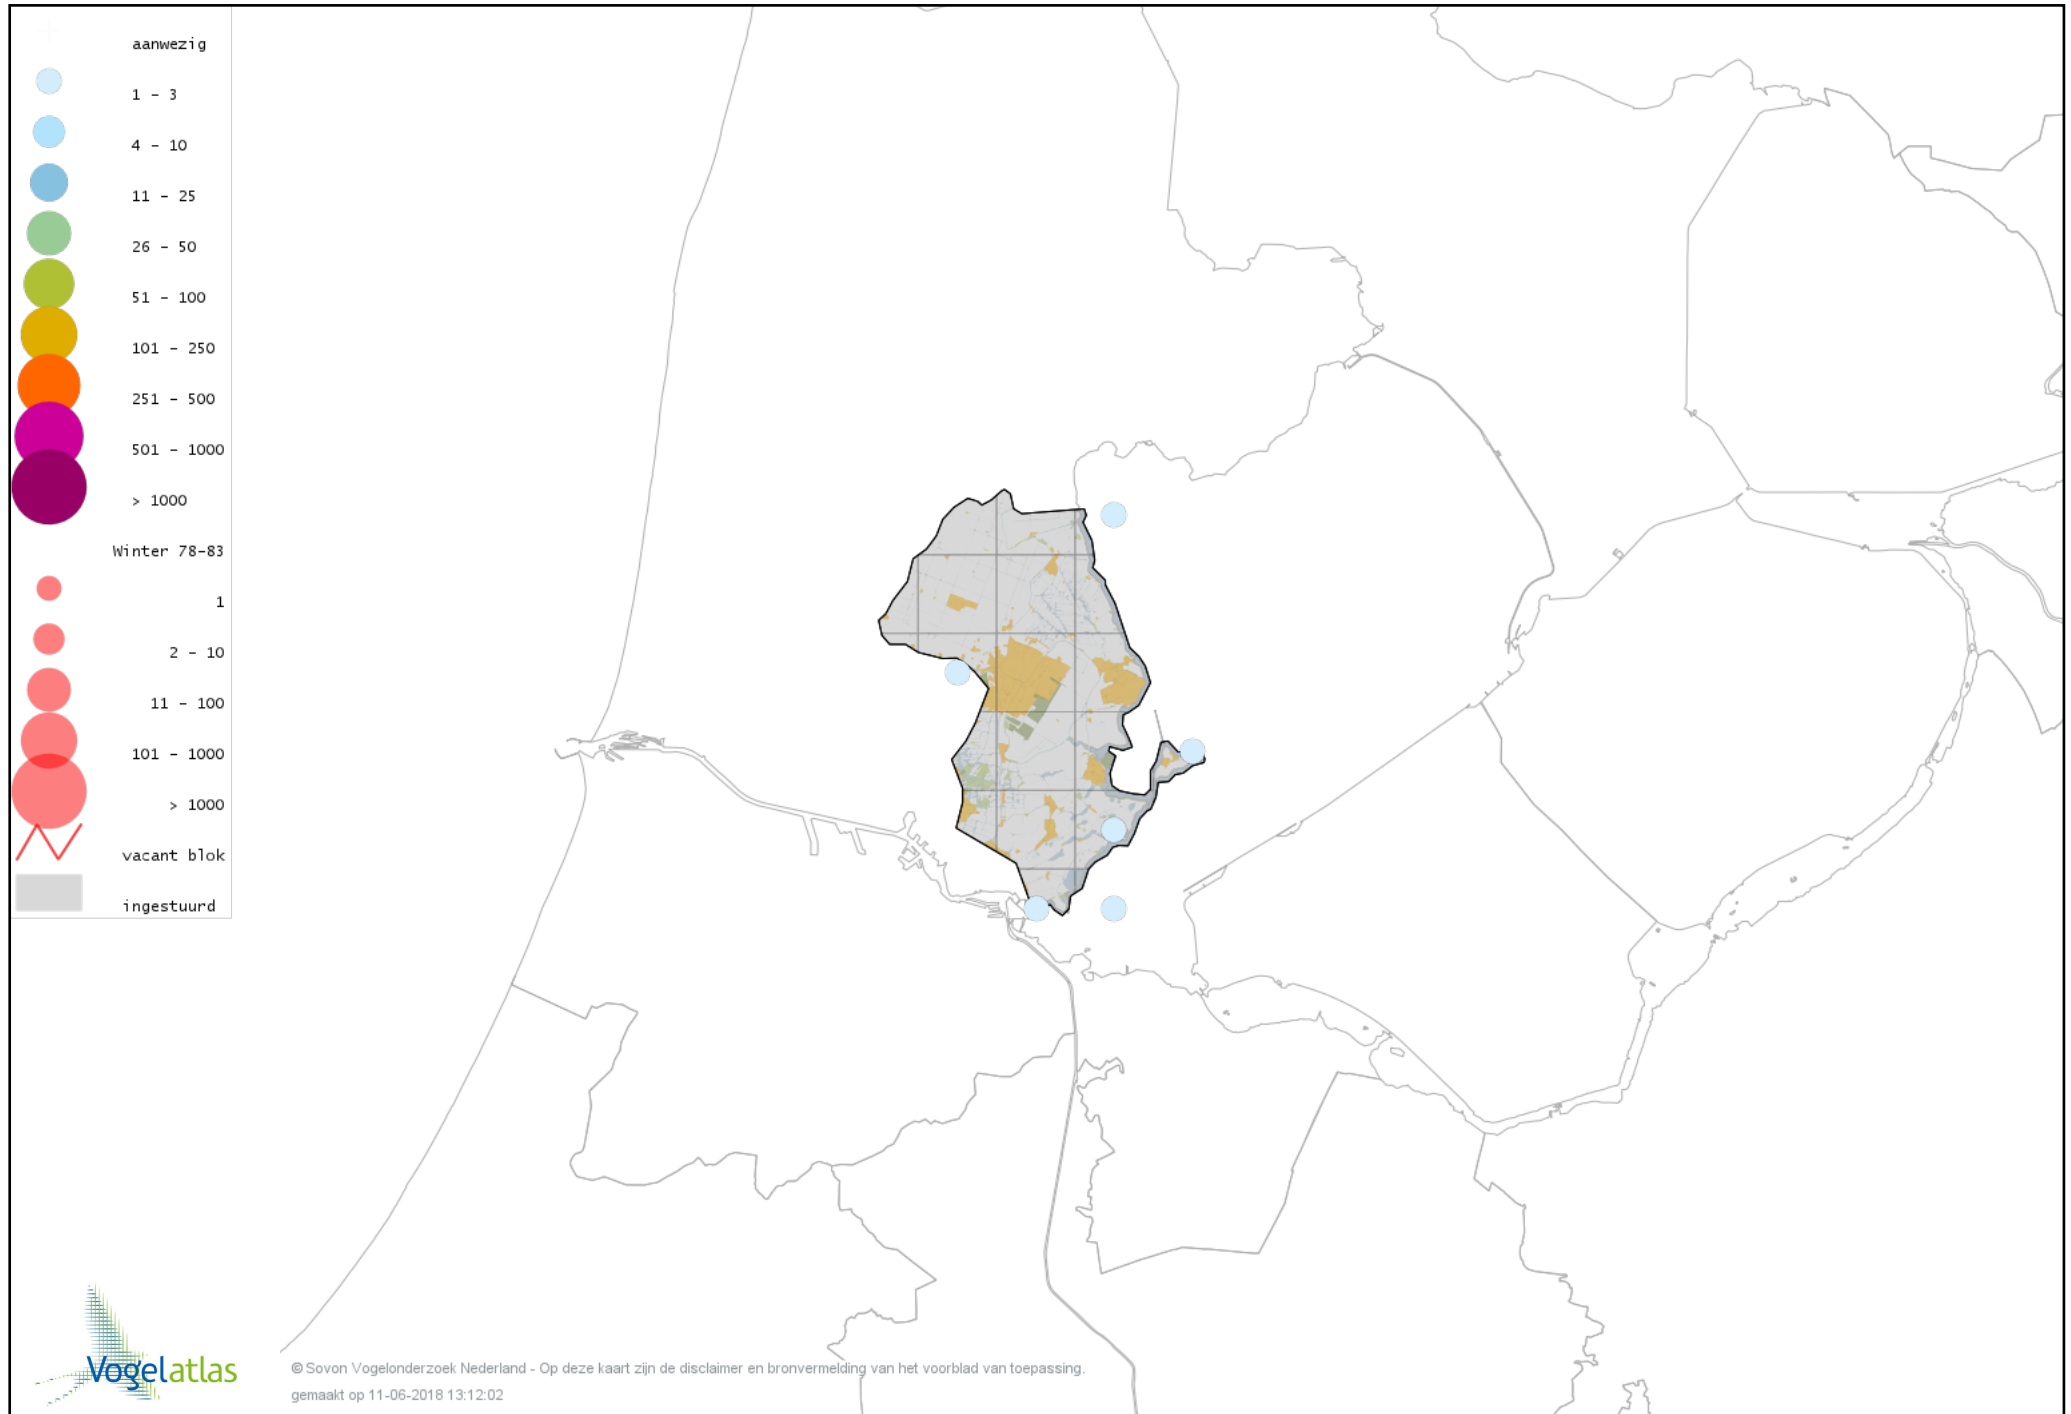 aanwezig
1 - 3
4 - 10
11 - 25
26 - 50
51 - 100
101 - 250
251 - 500
501 - 1000
> 1000
Winter 78-83
1
2 - 10
11 - 100
101 - 1000
> 1000
vacant blok
ingestuurd
Vogelatlas
© Sovon Vogelonderzoek Nederland - Op deze kaart zijn de disclaimer en bronvermelding van het voorblad van toepassing.
gemaakt op 11-06-2018 13:12:02